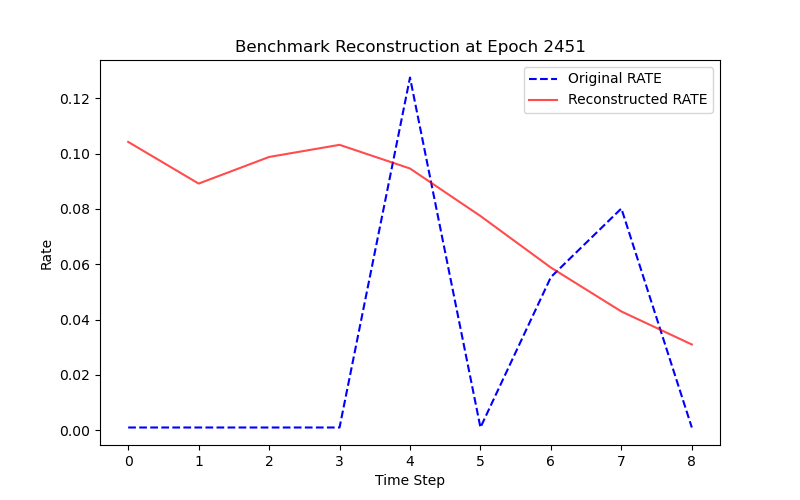 Benchmark Reconstruction at Epoch 2451
Original RATE
Reconstructed RATE
Rate
0.12
0.10
0.08
0.06
0.04
0.02
0.00
0 1 2 3 4 5 6 7 8
Time Step